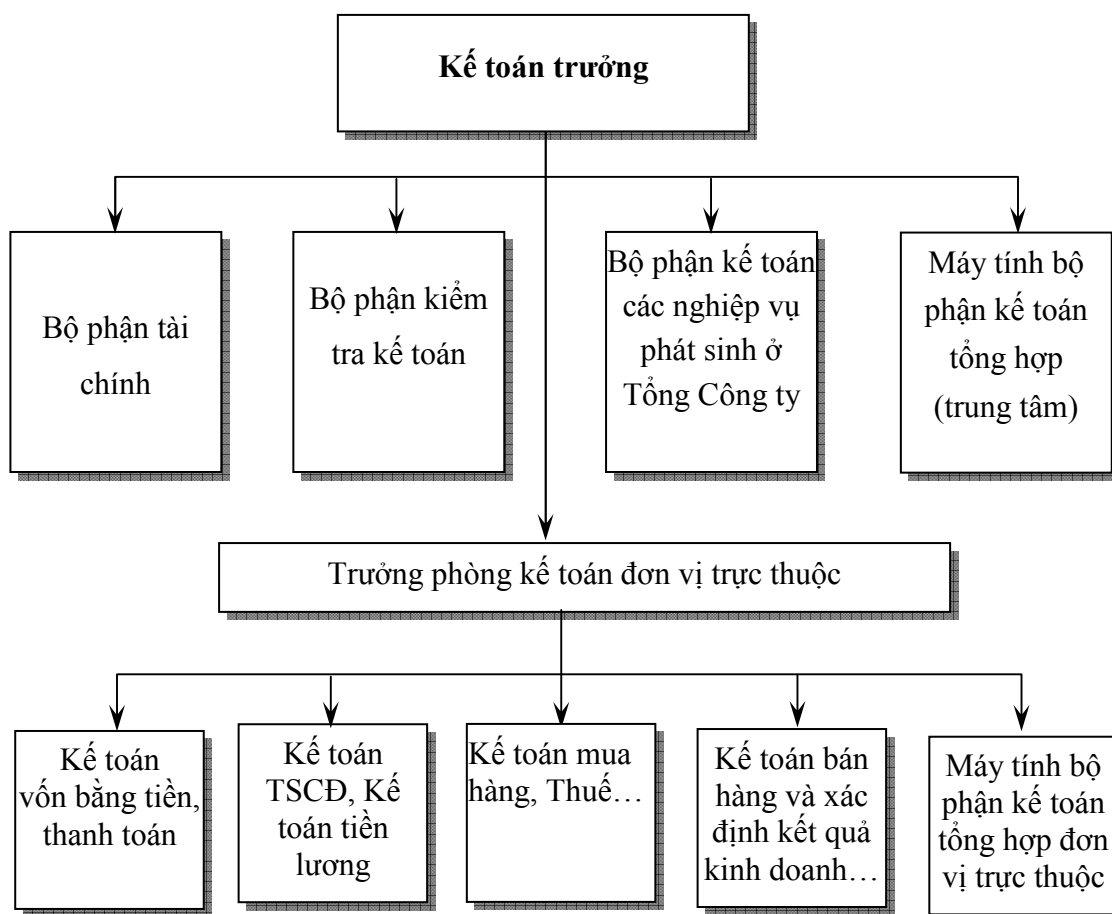 Kế toán trưởng
Bộ phận tài
chính
Bộ phận kiểm
tra kế toán
Bộ phận kế toán
các nghiệp vụ
phát sinh ở
Tổng Công ty
Máy tính bộ
phận kế toán
tổng hợp
(trung tâm)
Trưởng phòng kế toán đơn vị trực thuộc
Kế toán
vốn bằng tiền,
thanh toán
Kế toán
TSCĐ, Kế
toán tiền
lương
Kế toán mua
hàng, Thuế…
Kế toán bán
hàng và xác
định kết quả
kinh doanh…
Máy tính bộ
phận kế toán
tổng hợp đơn
vị trực thuộc